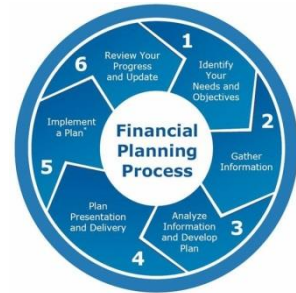 Financial
Planning
Process
1
Identify
Your
Needs and
Objectives
2
Gather
Information
3
Analyze
Information
and Develop
Plan
4
Plan
Presentation
and Delivery
5
Implement
a Plan*
6
Review Your
Progress
and Update